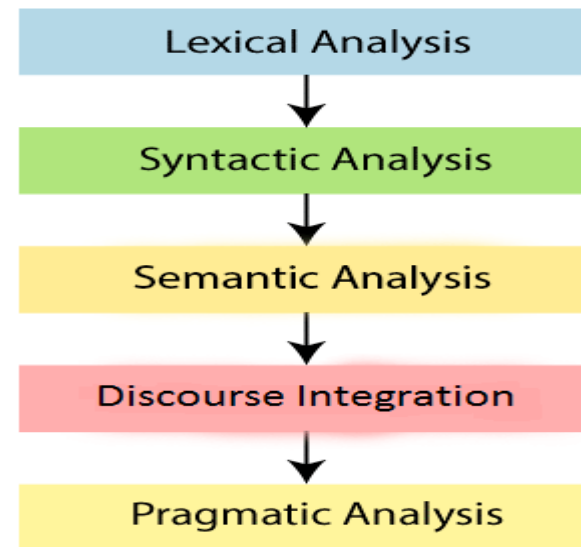 Lexical Analysis
Syntactic Analysis
Semantic Analysis
Discourse Integration
Pragmatic Analysis